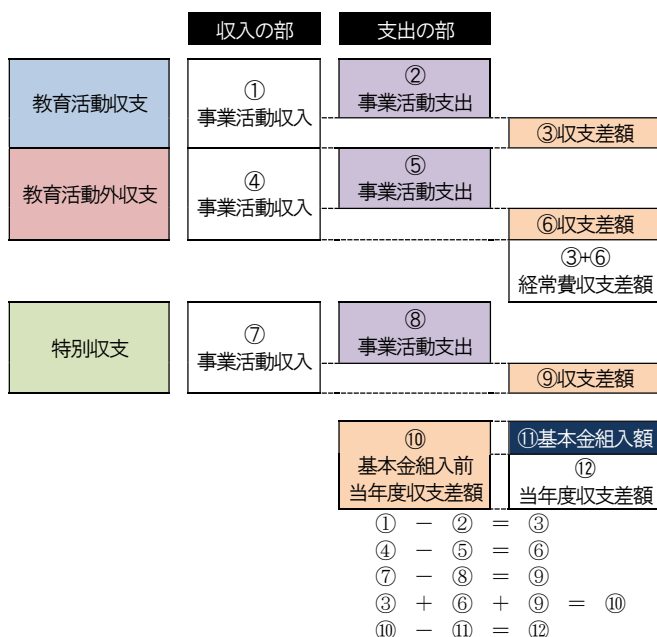 収入の部 支出の部
教育活動収支
①
事業活動収入
②
事業活動支出
③収支差額
教育活動外収支
④
事業活動収入
⑤
事業活動支出
⑥収支差額
③+⑥
経常費収支差額
特別収支
⑦
事業活動収入
⑧
事業活動支出
⑨収支差額
⑩
基本金組入前
当年度収支差額
⑪基本金組入額
⑫
当年度収支差額
① − ② = ③
④ − ⑤ = ⑥
⑦ − ⑧ = ⑨
③ + ⑥ + ⑨ = ⑩
⑩ − ⑪ = ⑫